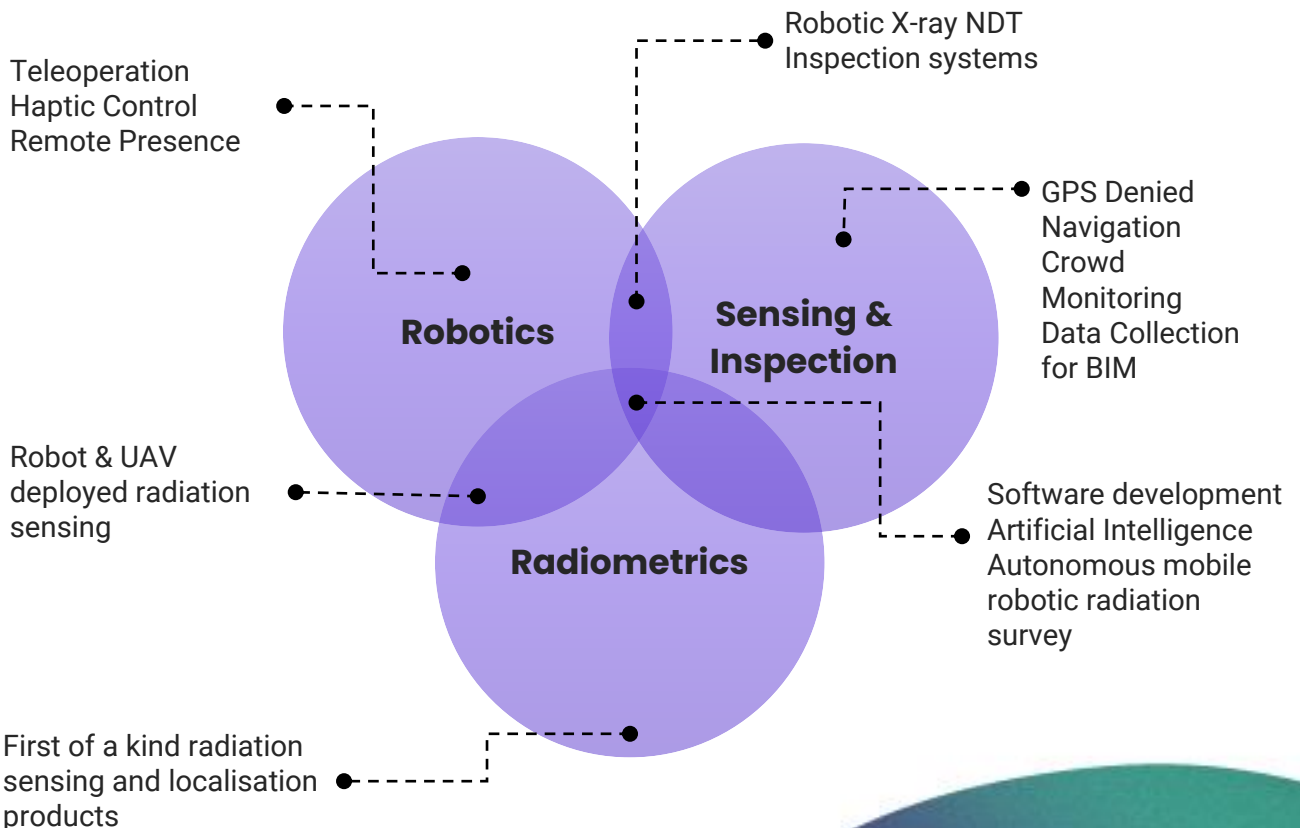 Robotic X-ray NDT
Inspection systems
Teleoperation
Haptic Control
Remote Presence
GPS Denied
Navigation
Crowd
Monitoring
Data Collection
for BIM
Robotics
Sensing &
Inspection
Robot & UAV
deployed radiation
sensing
Software development
Artificial Intelligence
Autonomous mobile
robotic radiation
survey
Radiometrics
First of a kind radiation
sensing and localisation
products